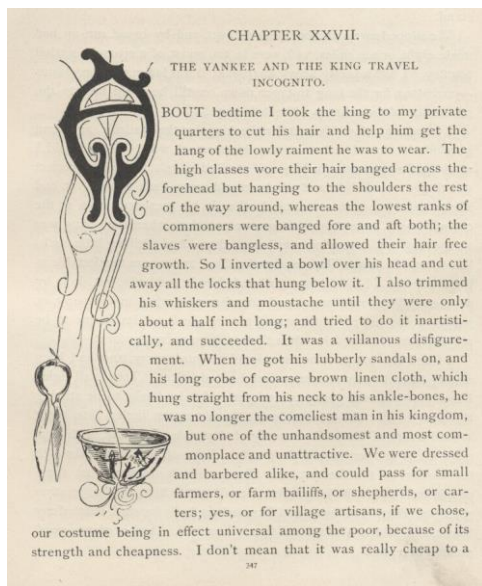 CHAPTER XXVII.
THE YANKEE AND THE KING TRAVEL
INCOGNITO.
ABOUT bedtime I took the king to my private
quarters to cut his hair and help him get the
hang of the lowly raiment he was to wear. The
high classes wore their hair banged across the
forehead but hanging to the shoulders the rest
of the way around, whereas the lowest ranks of
commoners were banged fore and aft both; the
slaves were bangless, and allowed their hair free
growth. So I inverted a bowl over his head and cut
away all the locks that hung below it. I also trimmed
his whiskers and moustache until they were only
about a half inch long; and tried to do it inartisti-
cally, and succeeded. It was a villanous disfigure-
ment. When he got his lubberly sandals on, and
his long robe of coarse brown linen cloth, which
hung straight from his neck to his ankle-bones, he
was no longer the comeliest man in his kingdom,
but one of the unhandsomest and most com-
monplace and unattractive. We were dressed
and barbered alike, and could pass for small
farmers, or farm bailiffs, or shepherds, or car-
ters; yes, or for village artisans, if we chose,
our costume being in effect universal among the poor, because of its
strength and cheapness. I don't mean that it was really cheap to a
347